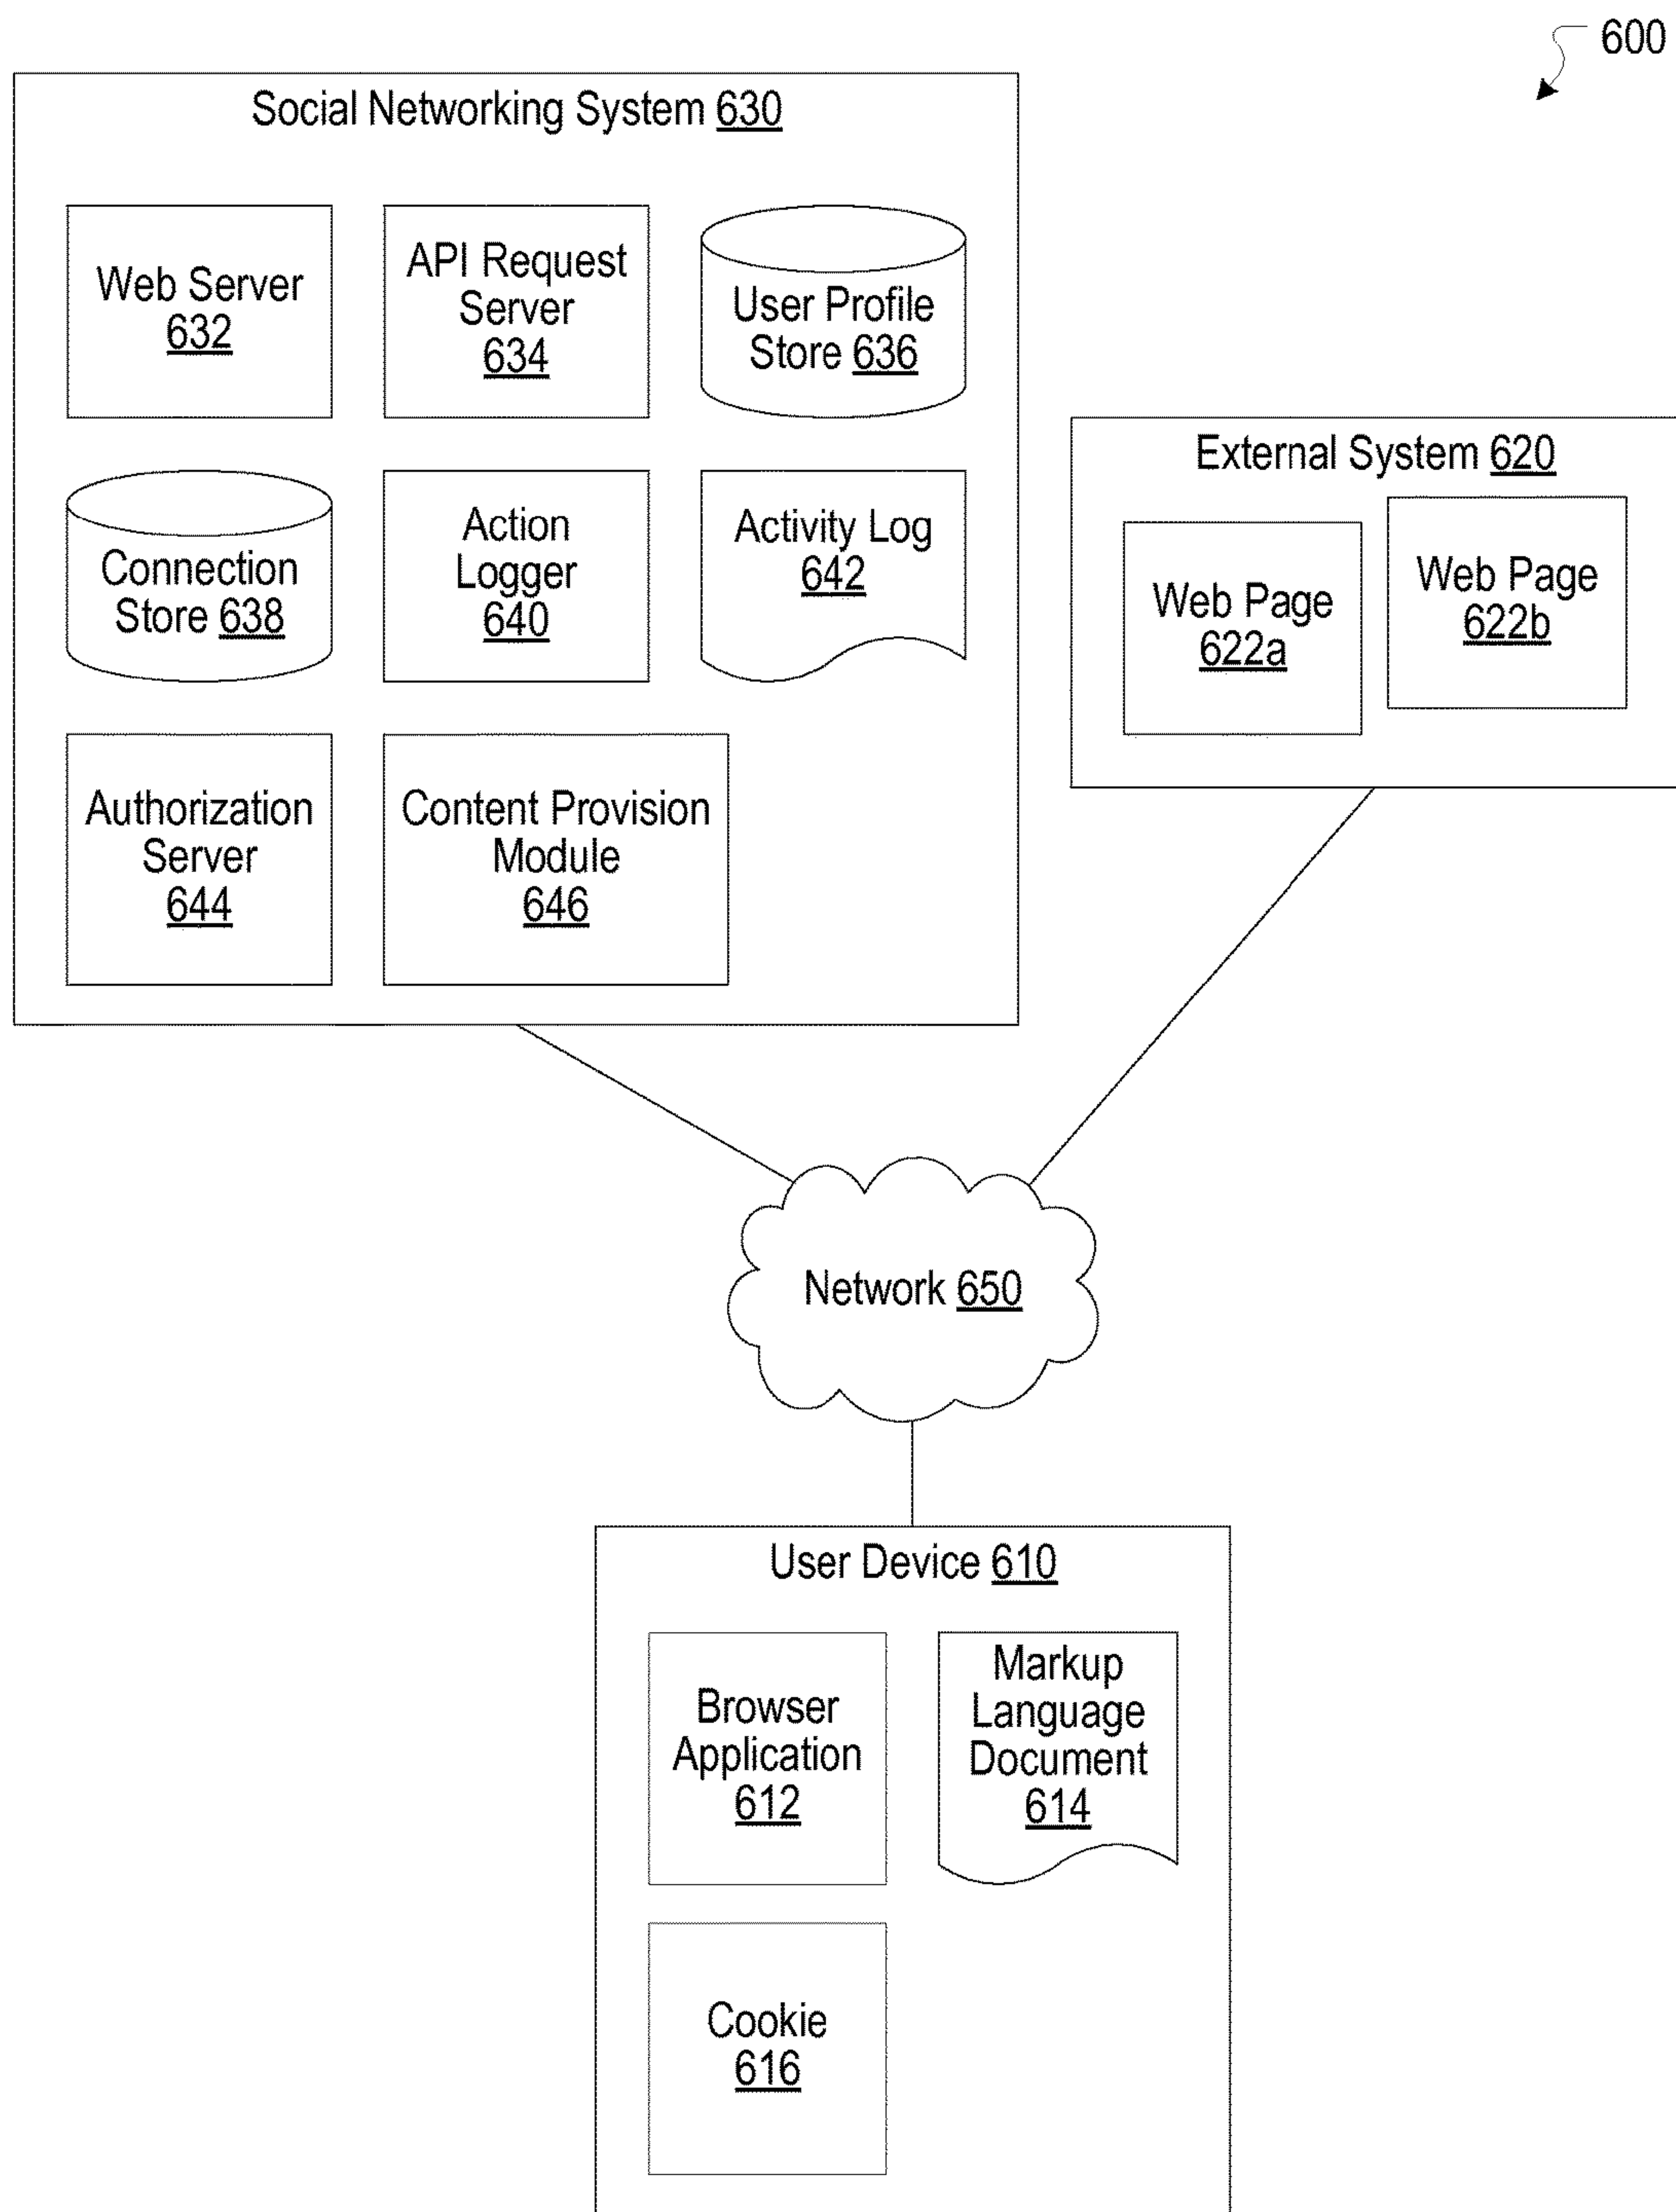 600
Social Networking System 630
Web Server
632
API Request
Server
634
User Profile
Store 636
Connection
Store 638
Action
Logger
640
Activity Log
642
Authorization
Server
644
Content Provision
Module
646
External System 620
Web Page
622a
Web Page
622b
Network 650
User Device 610
Browser
Application
612
Markup
Language
Document
614
Cookie
616